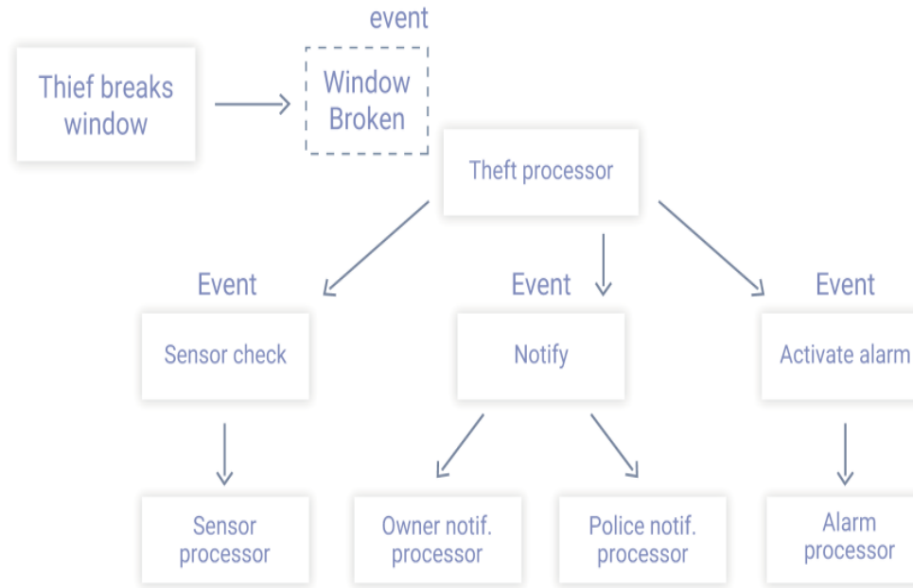 event
Thief breaks
window
Window
Broken
Theft processor
Event
Event
Event
Sensor check
Notify
Activate alarm
Sensor
processor
Owner notif.
processor
Police notif.
processor
Alarm
processor